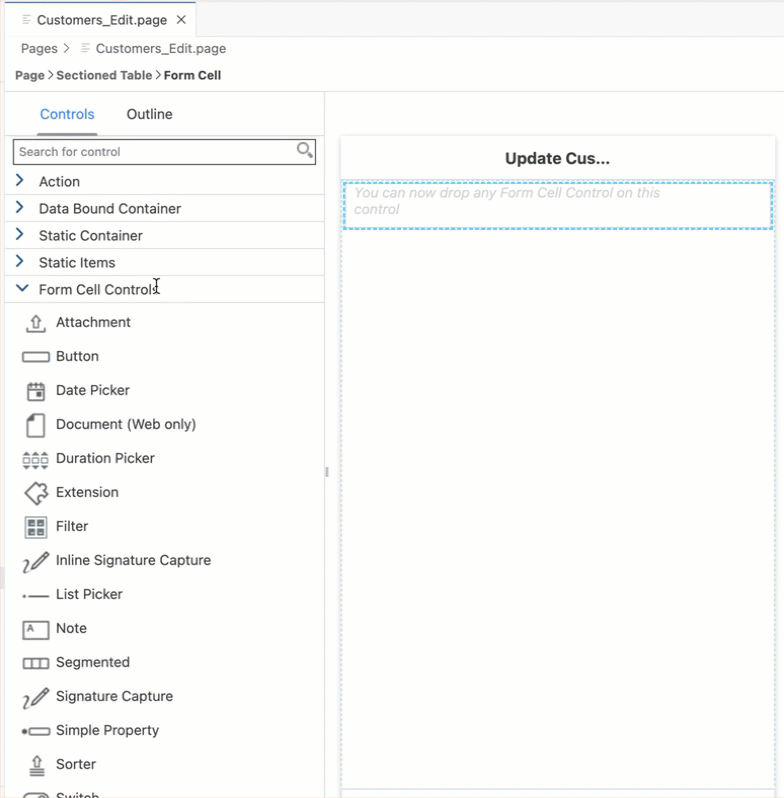 Customers_Edit.page
Pages > Customers_Edit.page
Page > Sectioned Table > Form Cell
Controls Outline
Search for control
Action
Data Bound Container
Static Container
Static Items
Form Cell Controls
Attachment
Button
Date Picker
Document (Web only)
Duration Picker
Extension
Filter
Inline Signature Capture
List Picker
Note
Segmented
Signature Capture
Simple Property
Sorter
Switch
Update Cus...
You can now drop any Form Cell Control on this
control